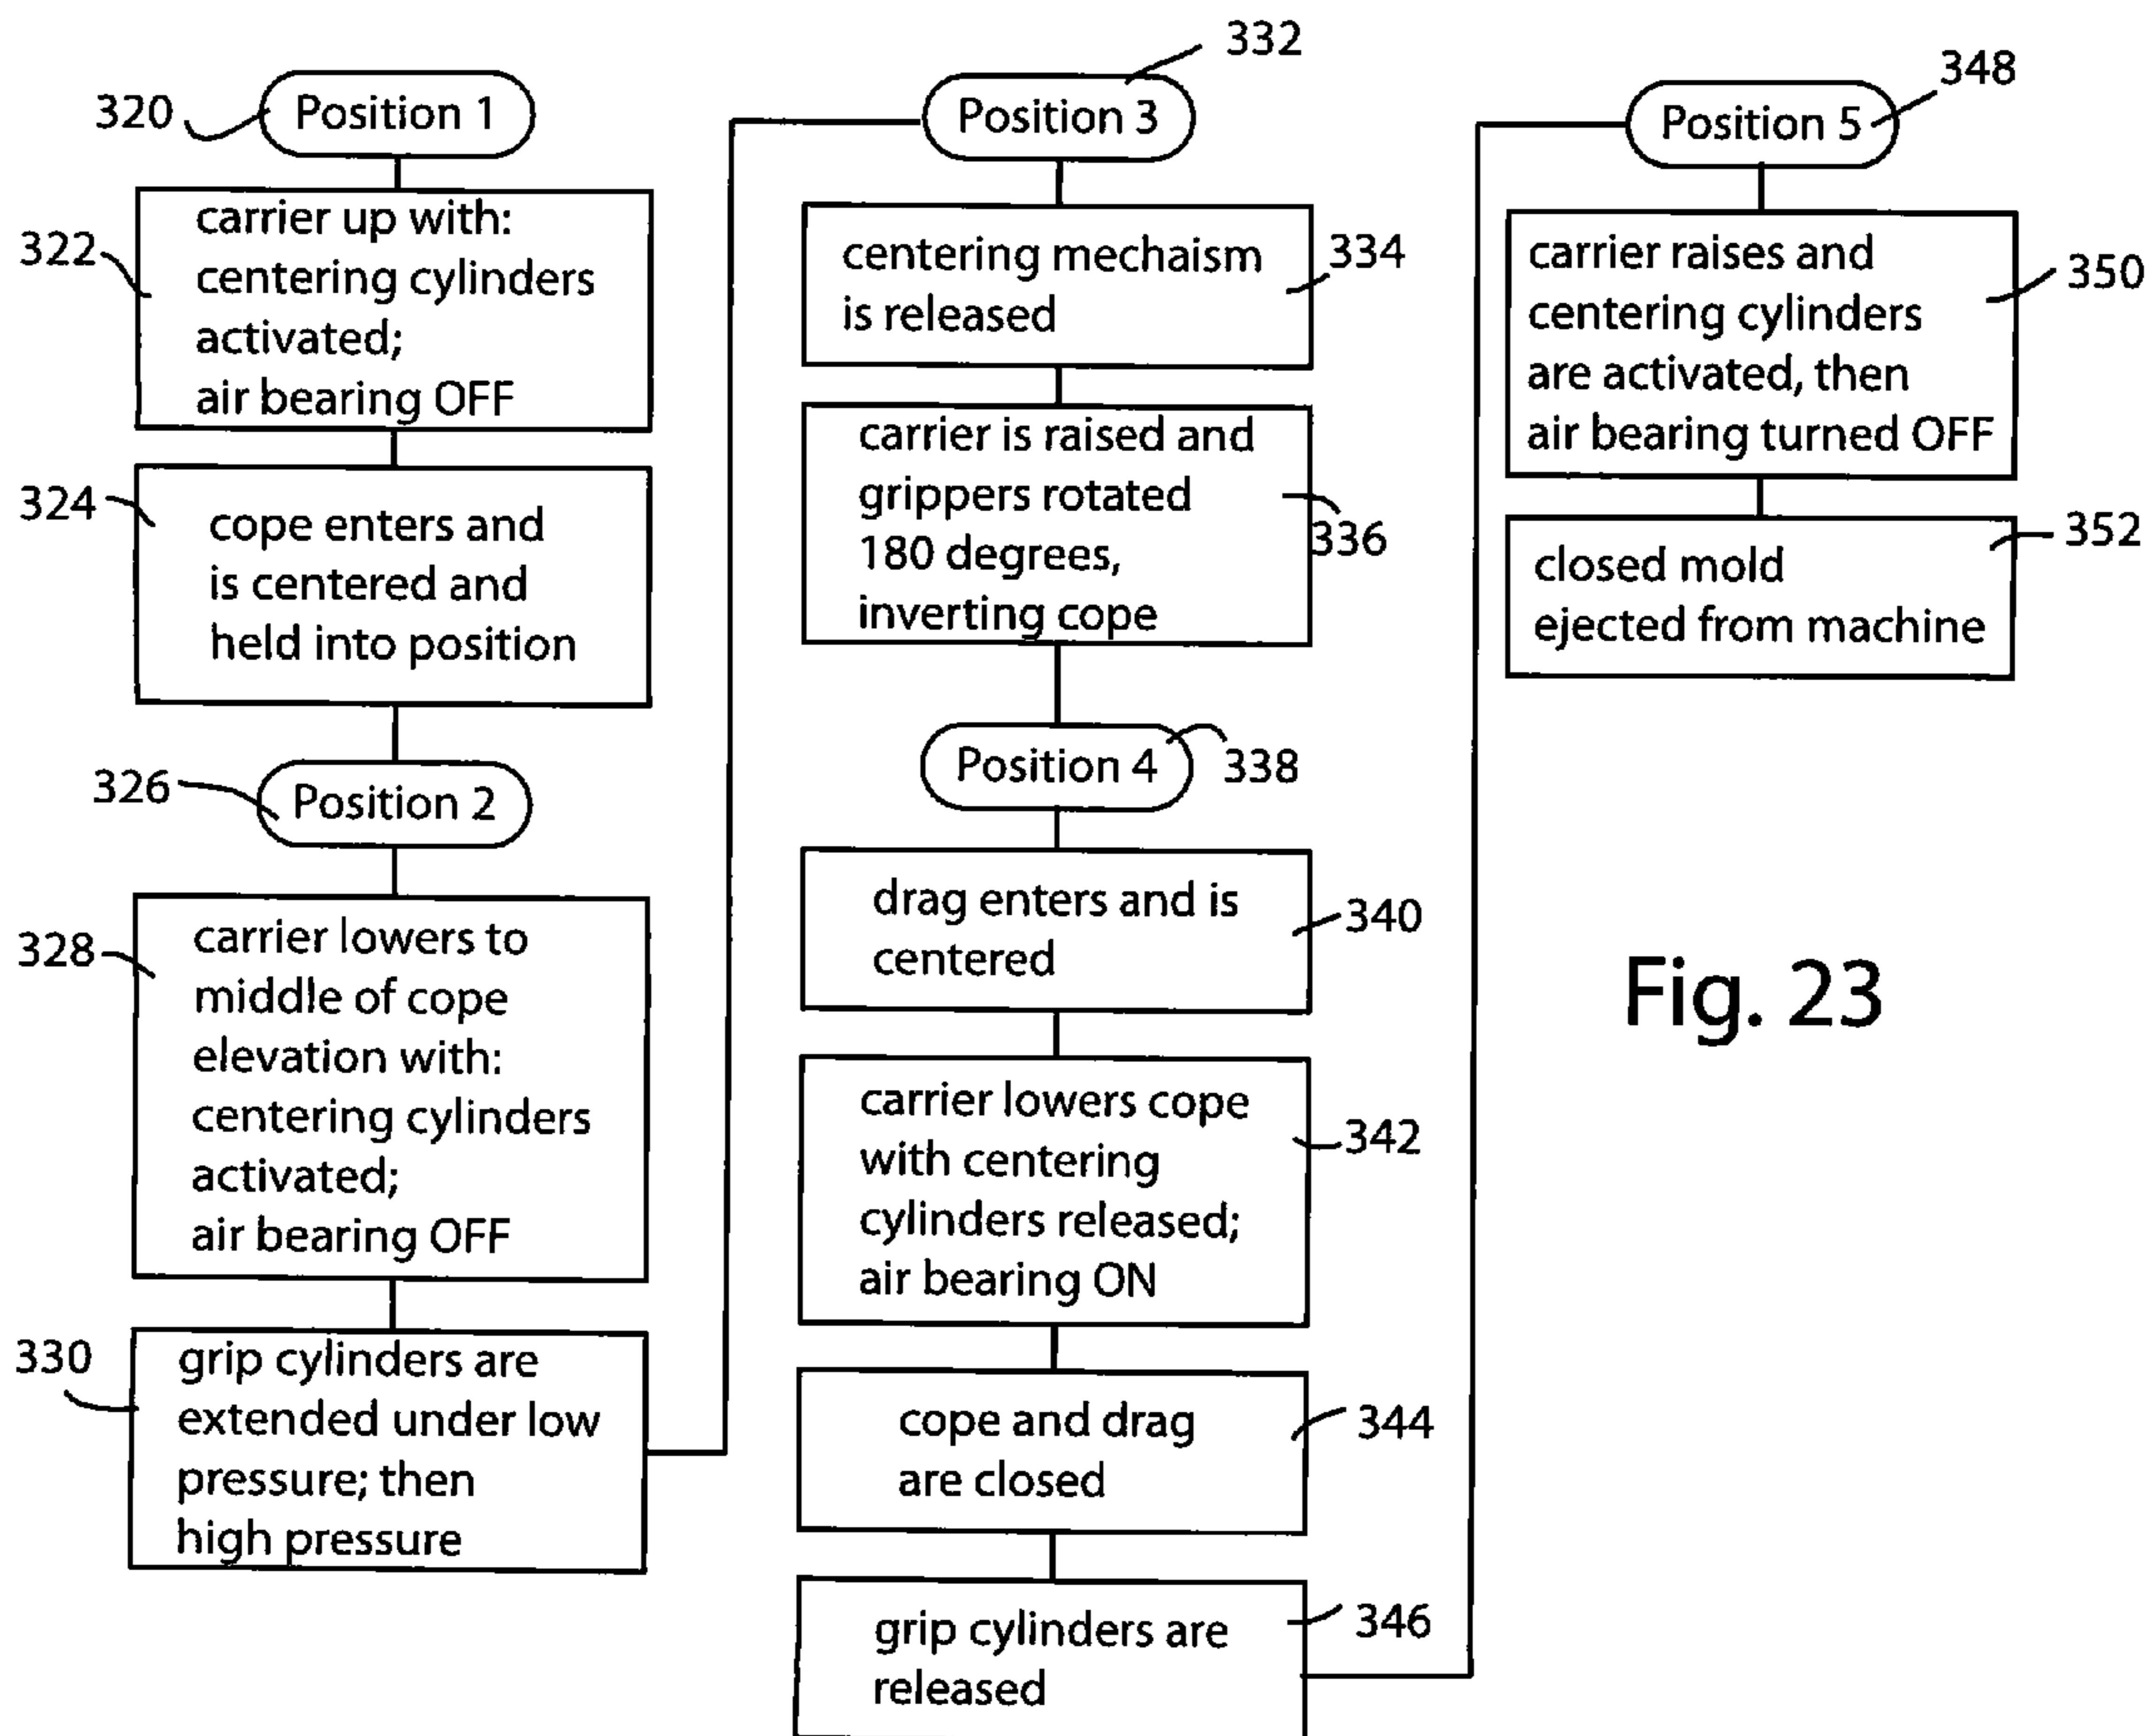 320
Position 1
322
carrier up with:
centering cylinders
activated;
air bearing OFF
324
cope enters and
is centered and
held into position
326
Position 2
328
carrier lowers to
middle of cope
elevation with:
centering cylinders
activated;
air bearing OFF
330
grip cylinders are
extended under low
pressure; then
high pressure
332
Position 3
centering mechaism
is released
334
carrier is raised and
grippers rotated
180 degrees,
inverting cope
336
Position 4
338
drag enters and is
centered
340
carrier lowers cope
with centering
cylinders released;
air bearing ON
342
cope and drag
are closed
344
grip cylinders are
released
346
348
Position 5
carrier raises and
centering cylinders
are activated, then
air bearing turned OFF
350
closed mold
ejected from machine
352
Fig. 23